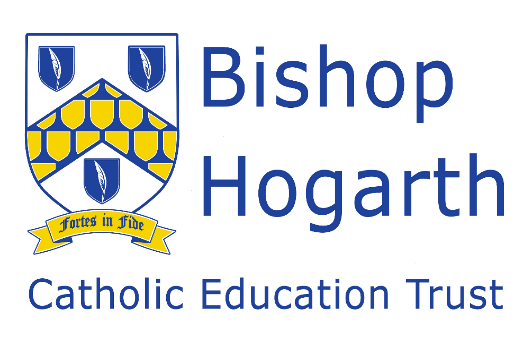 Bishop
Hogarth
Fortes in Fide
Catholic Education Trust